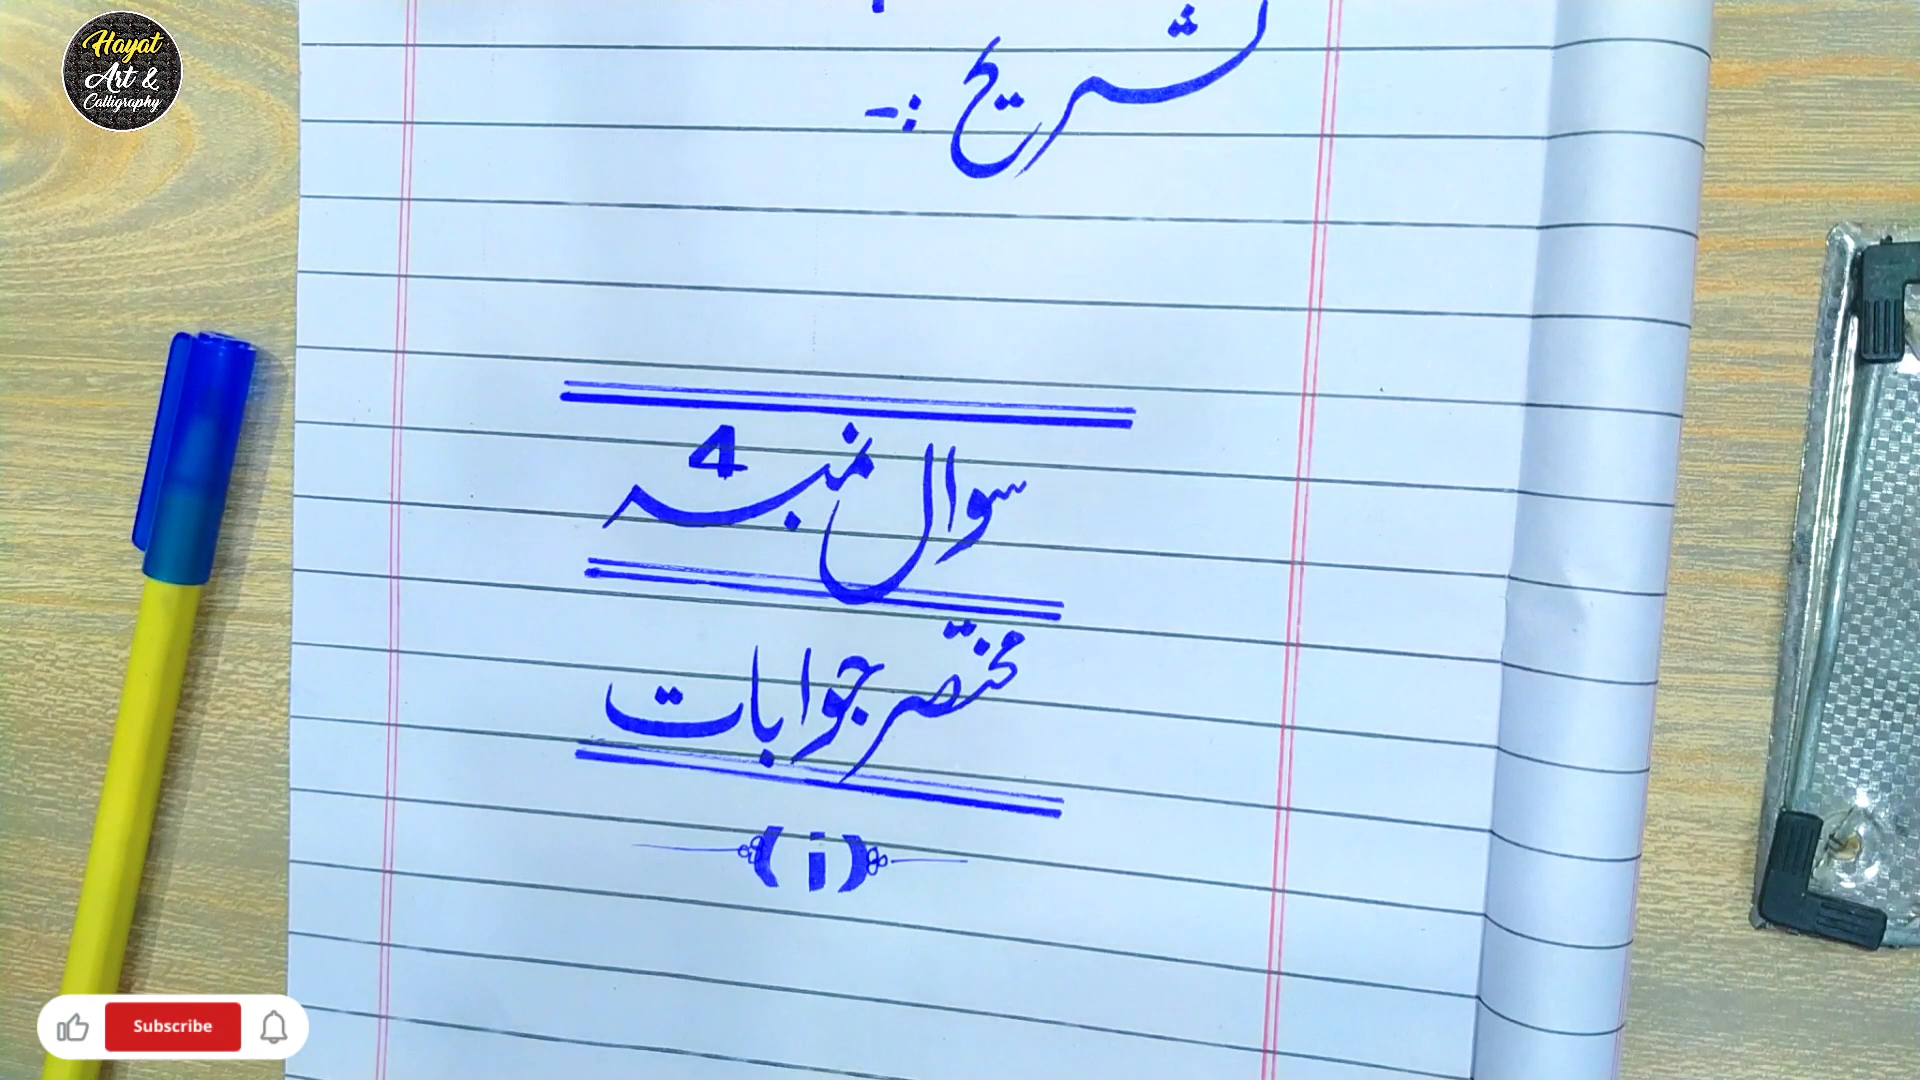 Hayat
Art &
Calligraphy
تشریح :-
سوال نمبر 4
مختصر جوابات
(i)
Subscribe